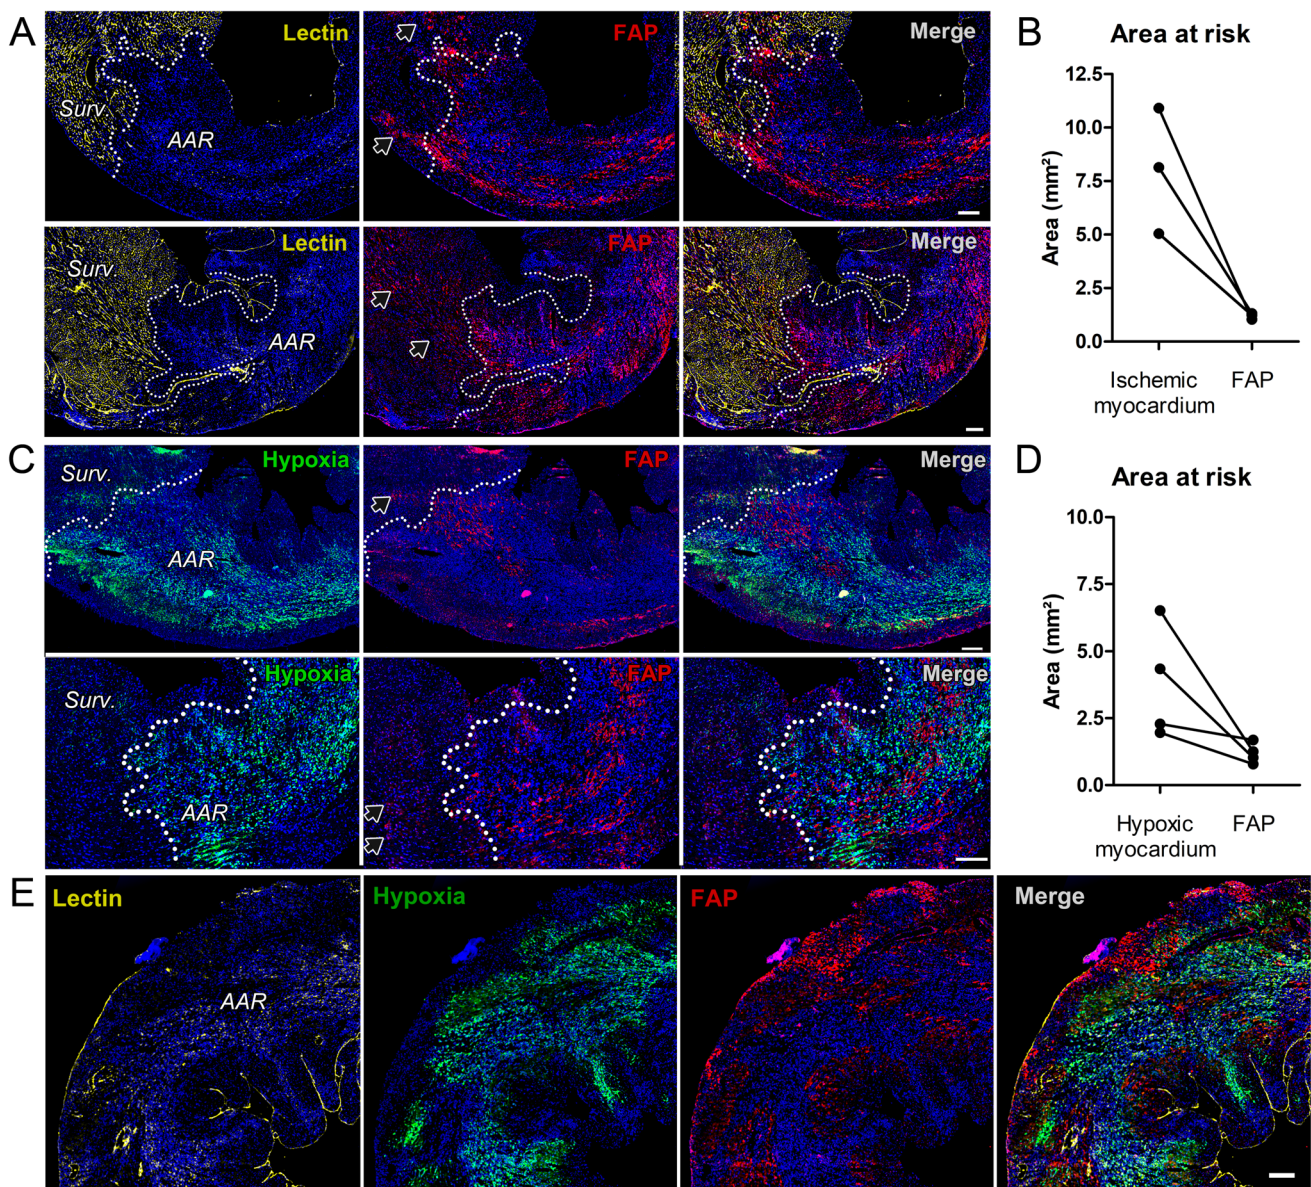 A
Lectin
FAP
Merge
Surv.
AAR
Lectin
FAP
Merge
Surv.
AAR
B
Area at risk
12.5
10.0
7.5
5.0
2.5
0.0
Area (mm²)
Ischemic
myocardium
FAP
C
Hypoxia
FAP
Merge
Surv.
AAR
Hypoxia
FAP
Merge
Surv.
AAR
D
Area at risk
10.0
7.5
5.0
2.5
0.0
Area (mm²)
Hypoxic
myocardium
FAP
E
Lectin
Hypoxia
FAP
Merge
AAR